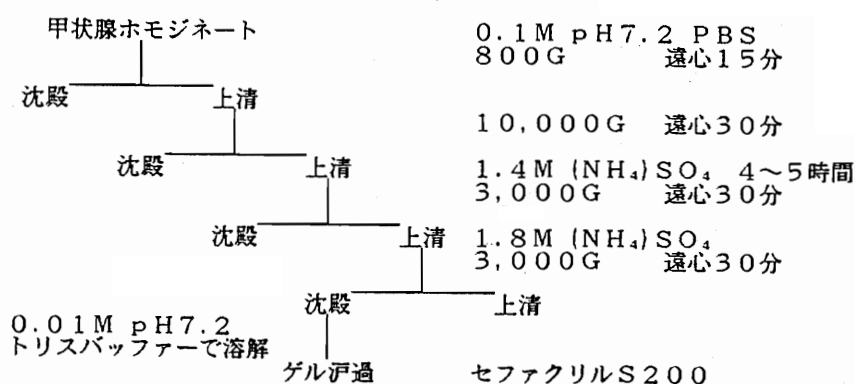 甲状腺ホモジネート
0.1M pH7.2 PBS
800G 遠心15分
沈殿 上清
10,000G 遠心30分
沈殿 上清
1.4M (NH₄)SO₄ 4〜5時間
3,000G 遠心30分
沈殿 上清
1.8M (NH₄)SO₄
3,000G 遠心30分
沈殿 上清
0.01M pH7.2
トリスバッファーで溶解
ゲル沪過 セファクリルS200